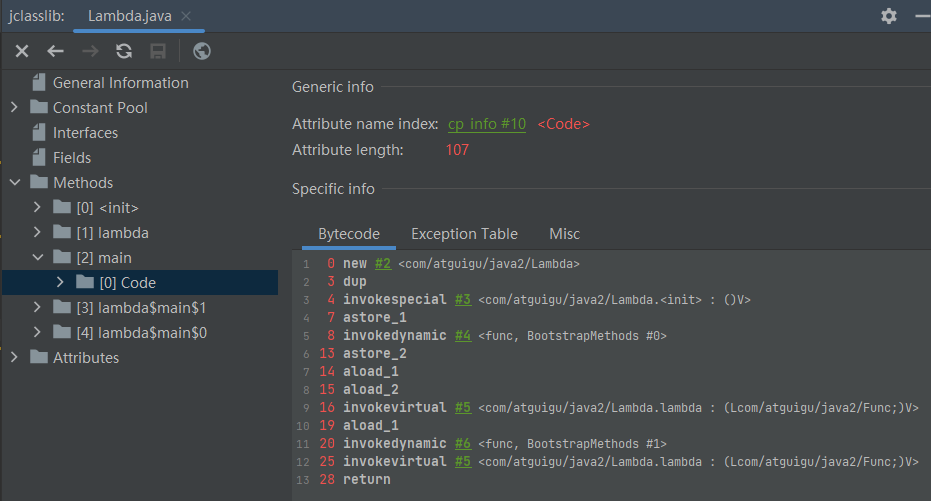 jclasslib: Lambda.java
General Information
Constant Pool
Interfaces
Fields
Methods
[0] <init>
[1] lambda
[2] main
[0] Code
[3] lambda$main$1
[4] lambda$main$0
Attributes
Generic info
Attribute name index: cp_info #10 <Code>
Attribute length: 107
Specific info
Bytecode Exception Table Misc
1 0 new #2 <com/atguigu/java2/Lambda>
2 3 dup
3 4 invokespecial #3 <com/atguigu/java2/Lambda.<init> : ()V>
4 7 astore_1
5 8 invokedynamic #4 <func, BootstrapMethods #0>
6 13 astore_2
7 14 aload_1
8 15 aload_2
9 16 invokevirtual #5 <com/atguigu/java2/Lambda.lambda : (Lcom/atguigu/java2/Func;)V>
10 19 aload_1
11 20 invokedynamic #6 <func, BootstrapMethods #1>
12 25 invokevirtual #5 <com/atguigu/java2/Lambda.lambda : (Lcom/atguigu/java2/Func;)V>
13 28 return